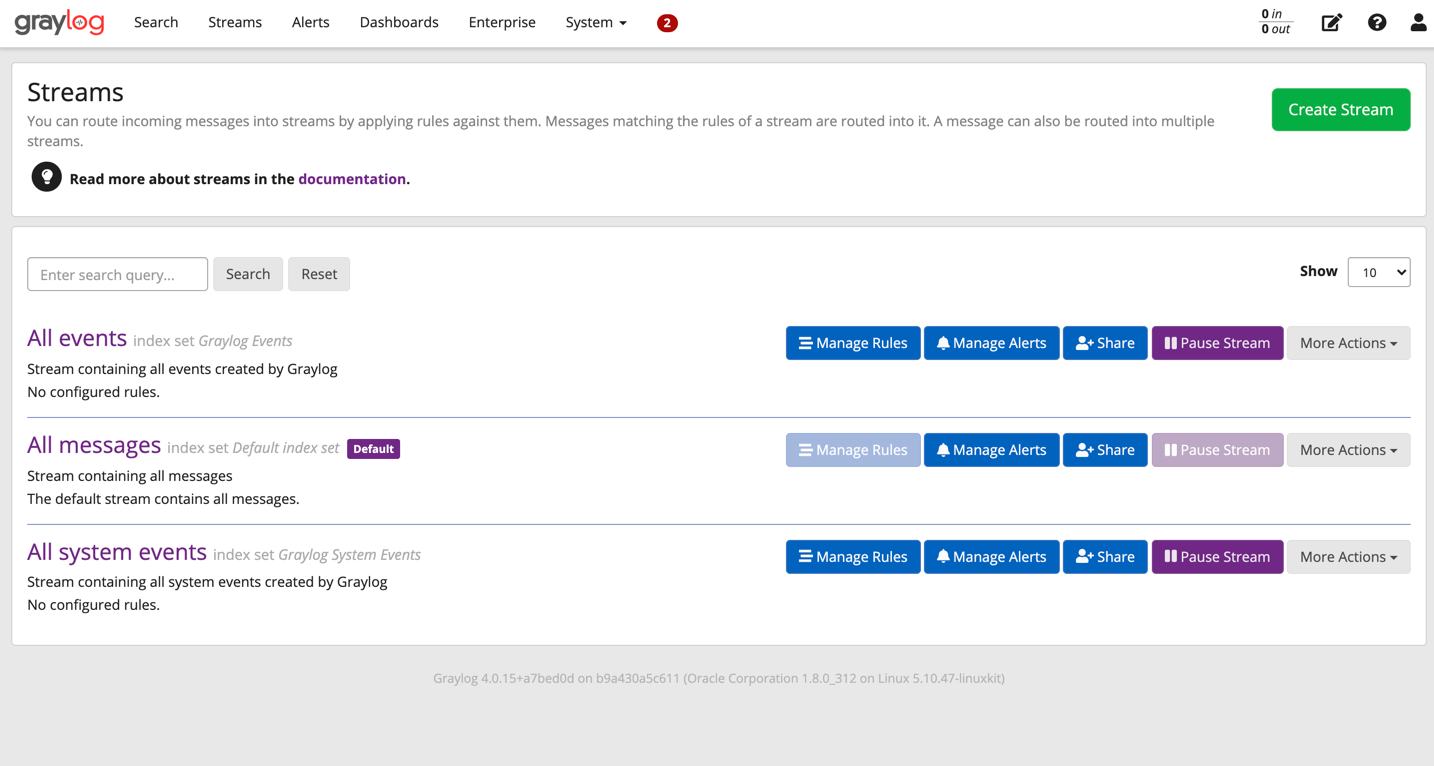 graylog Search Streams Alerts Dashboards Enterprise System 2 0 in
0 out
Streams
Create Stream
You can route incoming messages into streams by applying rules against them. Messages matching the rules of a stream are routed into it. A message can also be routed into multiple
streams.
Read more about streams in the documentation.
Enter search query... Search Reset Show 10
All events index set Graylog Events Manage Rules Manage Alerts Share Pause Stream More Actions
Stream containing all events created by Graylog
No configured rules.
All messages index set Default index set Default Manage Rules Manage Alerts Share Pause Stream More Actions
Stream containing all messages
The default stream contains all messages.
All system events index set Graylog System Events Manage Rules Manage Alerts Share Pause Stream More Actions
Stream containing all system events created by Graylog
No configured rules.
Graylog 4.0.15+a7bed0d on b9a430a5c611 (Oracle Corporation 1.8.0_312 on Linux 5.10.47-linuxkit)